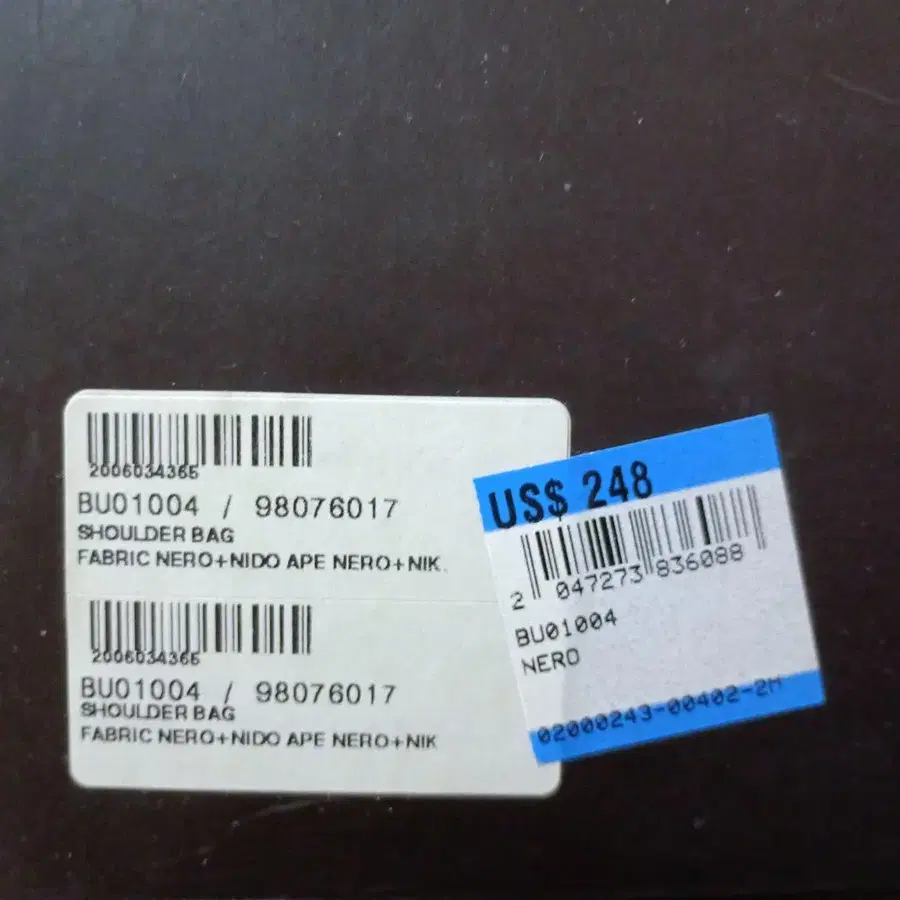 2006034365
BU01004 / 98076017
SHOULDER BAG
FABRIC NERO+NIDO APE NERO+NIK.
2006034365
BU01004 / 98076017
SHOULDER BAG
FABRIC NERO+NIDO APE NERO+NIK
US$ 248
2 047273 836088
BU01004
NERO
02000243-00402-2M